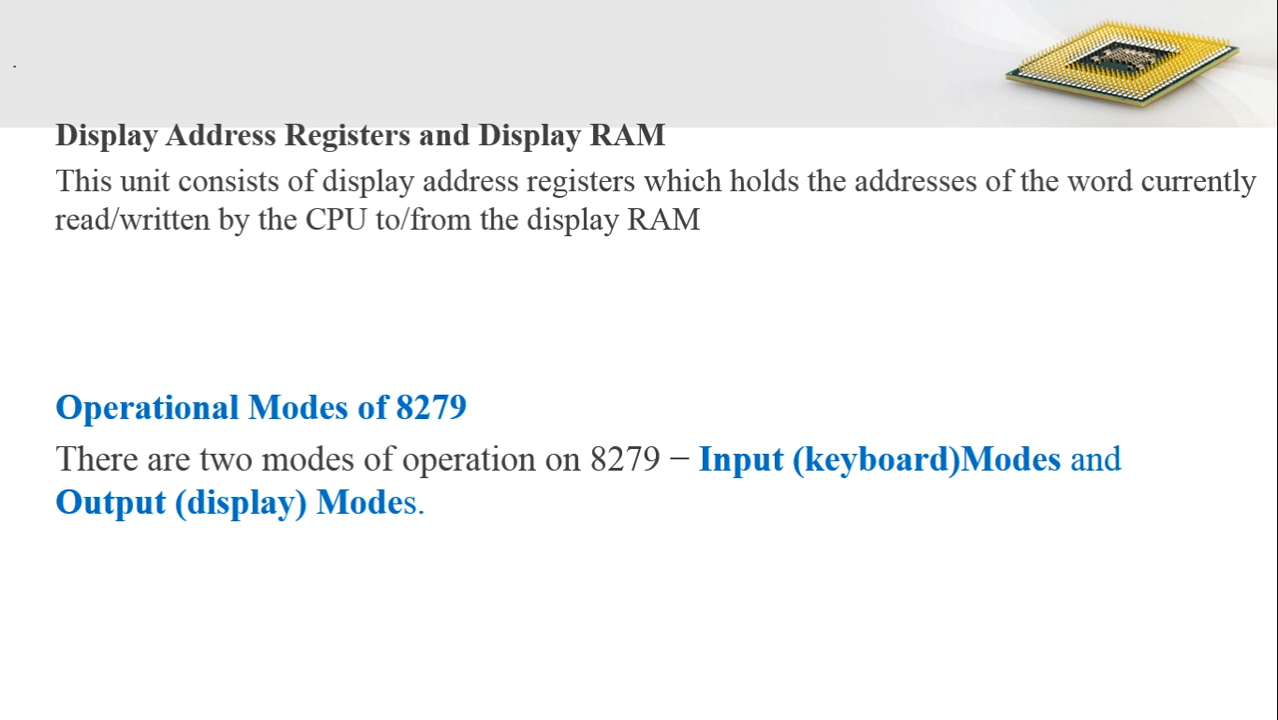 .
Display Address Registers and Display RAM
This unit consists of display address registers which holds the addresses of the word currently
read/written by the CPU to/from the display RAM
Operational Modes of 8279
There are two modes of operation on 8279 − Input (keyboard)Modes and
Output (display) Modes.